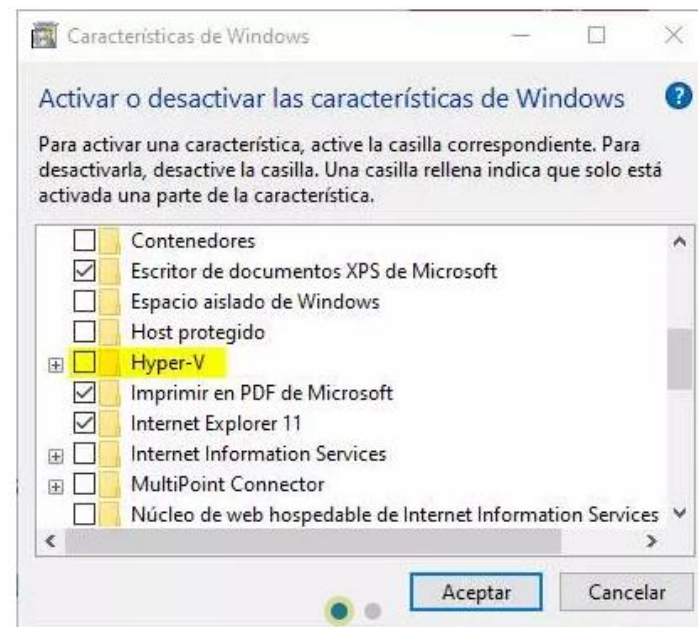 Características de Windows
Activar o desactivar las características de Windows
Para activar una característica, active la casilla correspondiente. Para
desactivarla, desactive la casilla. Una casilla rellena indica que solo está
activada una parte de la característica.
Contenedores
Escritor de documentos XPS de Microsoft
Espacio aislado de Windows
Host protegido
Hyper-V
Imprimir en PDF de Microsoft
Internet Explorer 11
Internet Information Services
MultiPoint Connector
Núcleo de web hospedable de Internet Information Services
Aceptar Cancelar